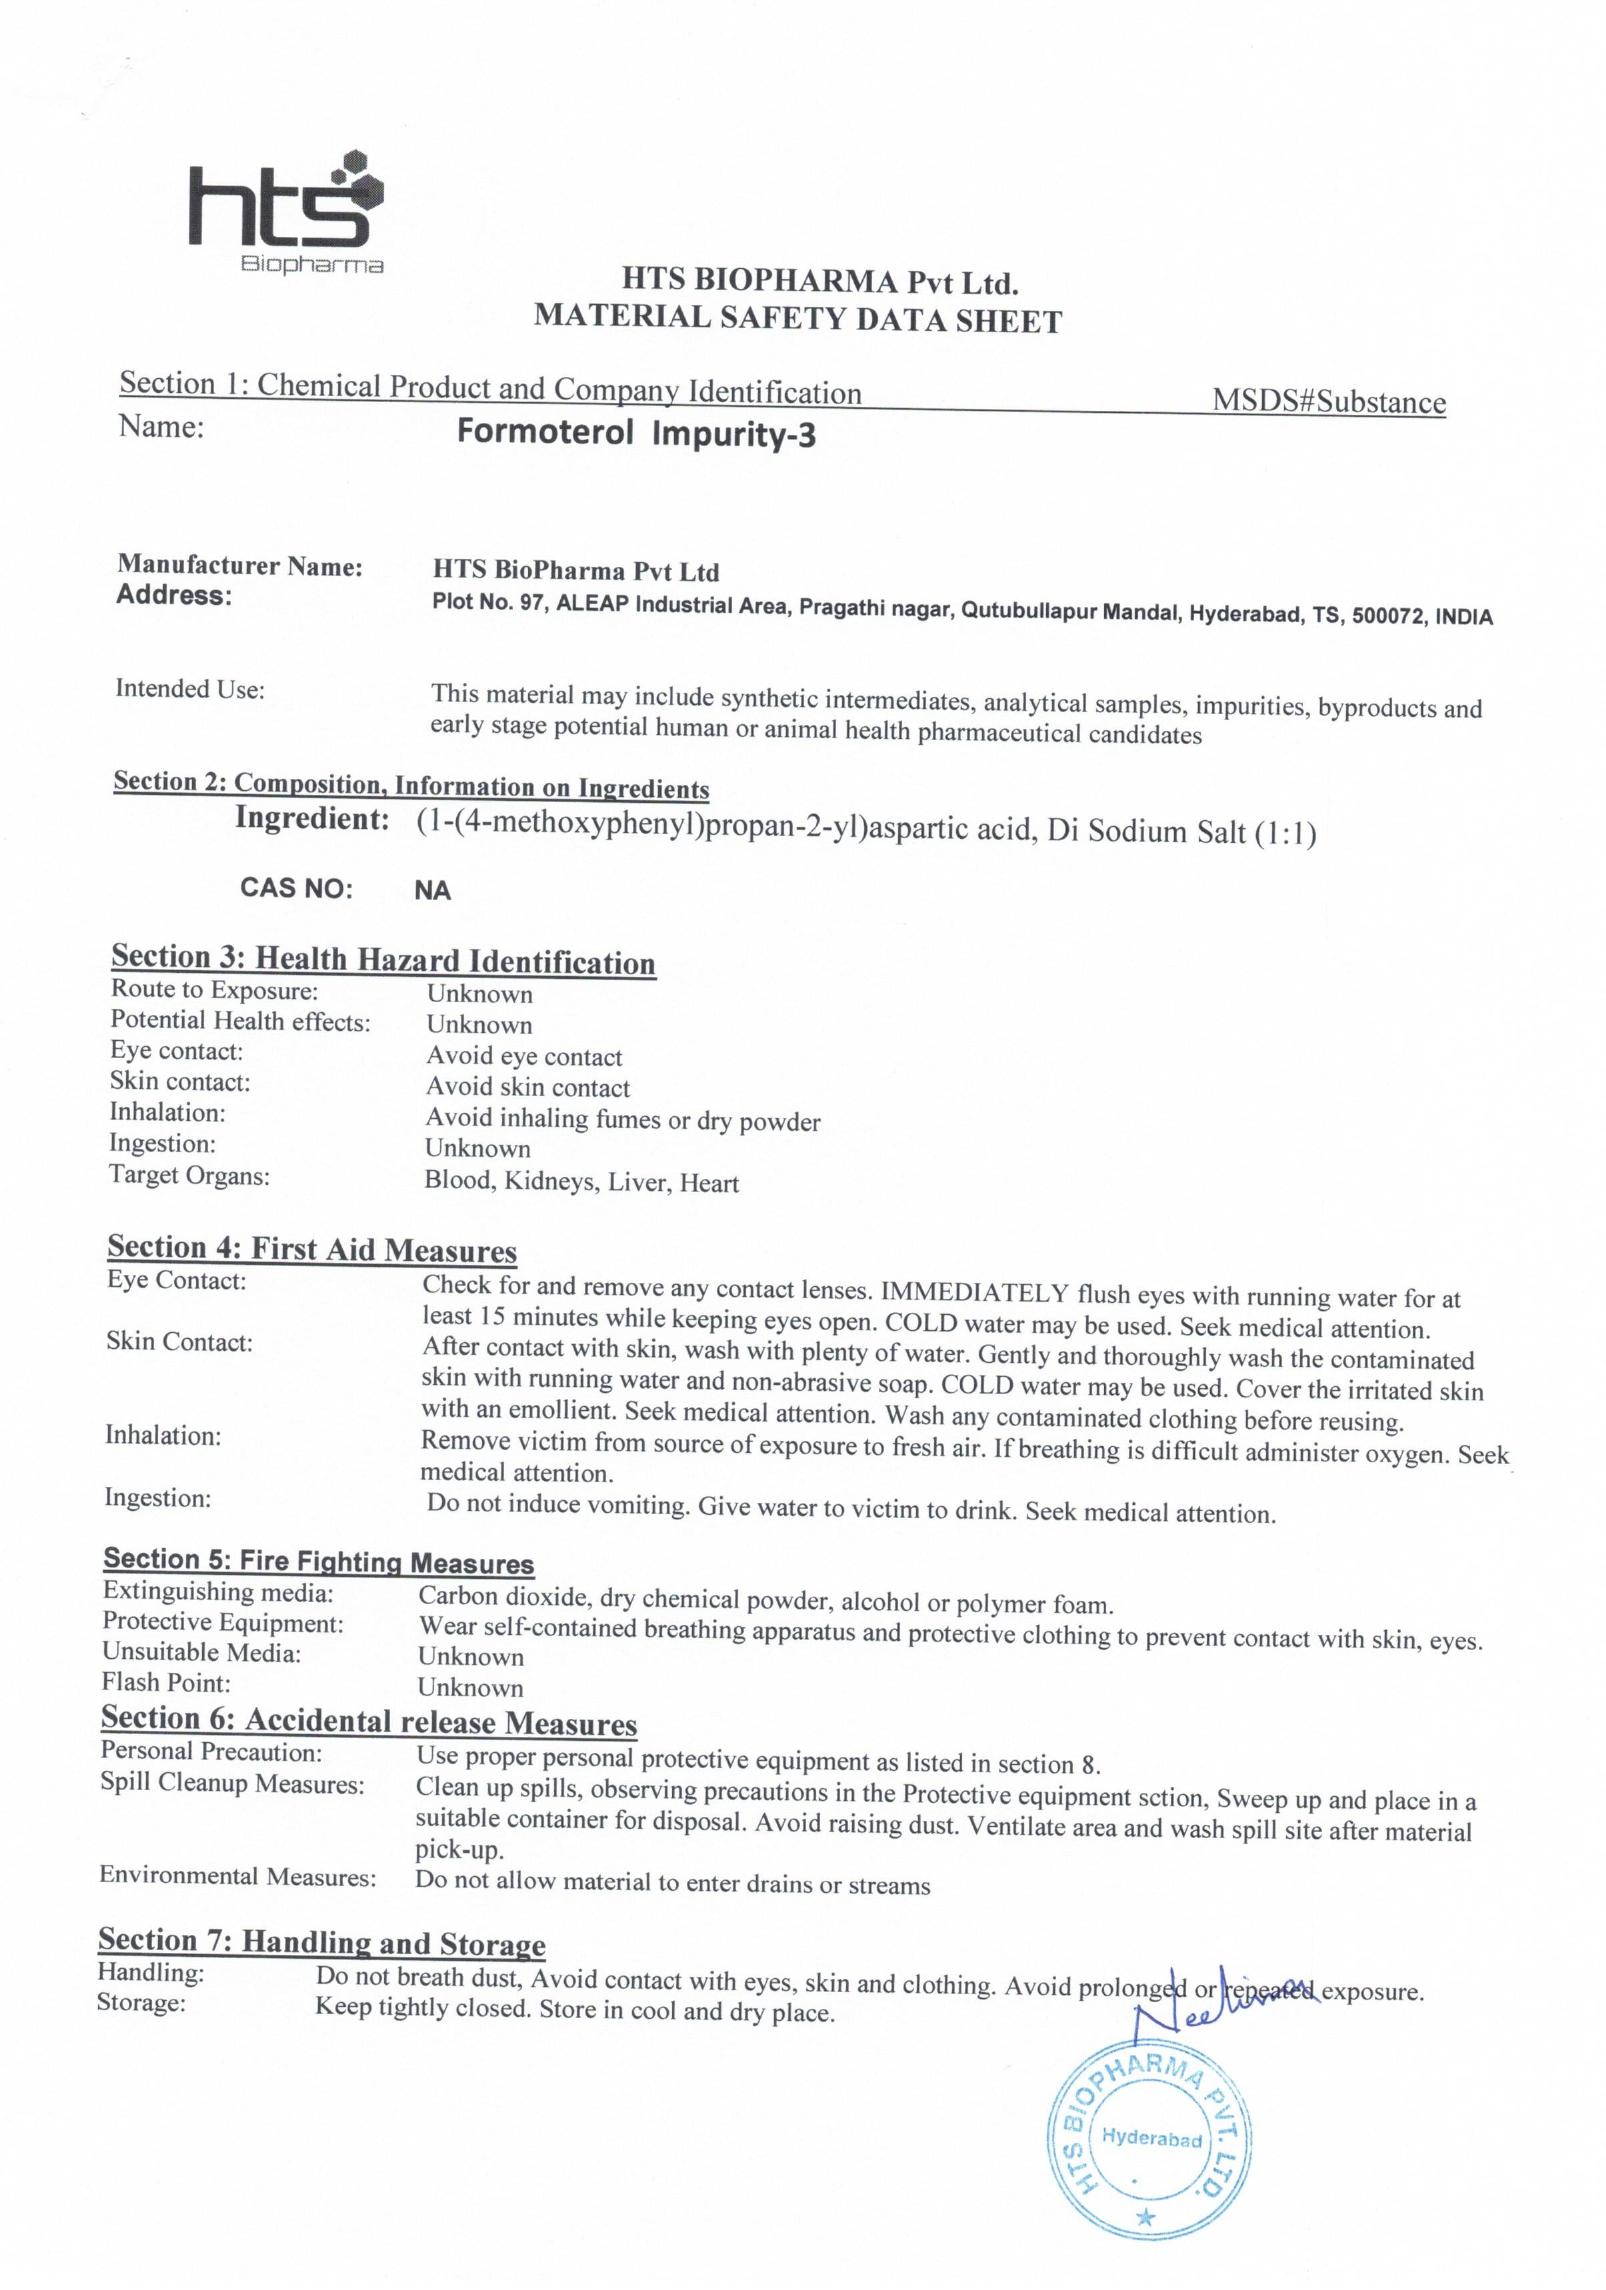 hts
Biopharma
HTS BIOPHARMA Pvt Ltd.
MATERIAL SAFETY DATA SHEET
Section 1: Chemical Product and Company Identification MSDS#Substance
Name: Formoterol Impurity-3
Manufacturer Name: HTS BioPharma Pvt Ltd
Address: Plot No. 97, ALEAP Industrial Area, Pragathi nagar, Qutubullapur Mandal, Hyderabad, TS, 500072, INDIA
Intended Use: This material may include synthetic intermediates, analytical samples, impurities, byproducts and
early stage potential human or animal health pharmaceutical candidates
Section 2: Composition, Information on Ingredients
Ingredient: (1-(4-methoxyphenyl)propan-2-yl)aspartic acid, Di Sodium Salt (1:1)
CAS NO: NA
Section 3: Health Hazard Identification
Route to Exposure: Unknown
Potential Health effects: Unknown
Eye contact: Avoid eye contact
Skin contact: Avoid skin contact
Inhalation: Avoid inhaling fumes or dry powder
Ingestion: Unknown
Target Organs: Blood, Kidneys, Liver, Heart
Section 4: First Aid Measures
Eye Contact: Check for and remove any contact lenses. IMMEDIATELY flush eyes with running water for at
least 15 minutes while keeping eyes open. COLD water may be used. Seek medical attention.
Skin Contact: After contact with skin, wash with plenty of water. Gently and thoroughly wash the contaminated
skin with running water and non-abrasive soap. COLD water may be used. Cover the irritated skin
with an emollient. Seek medical attention. Wash any contaminated clothing before reusing.
Inhalation: Remove victim from source of exposure to fresh air. If breathing is difficult administer oxygen. Seek
medical attention.
Ingestion: Do not induce vomiting. Give water to victim to drink. Seek medical attention.
Section 5: Fire Fighting Measures
Extinguishing media: Carbon dioxide, dry chemical powder, alcohol or polymer foam.
Protective Equipment: Wear self-contained breathing apparatus and protective clothing to prevent contact with skin, eyes.
Unsuitable Media: Unknown
Flash Point: Unknown
Section 6: Accidental release Measures
Personal Precaution: Use proper personal protective equipment as listed in section 8.
Spill Cleanup Measures: Clean up spills, observing precautions in the Protective equipment sction, Sweep up and place in a
suitable container for disposal. Avoid raising dust. Ventilate area and wash spill site after material
pick-up.
Environmental Measures: Do not allow material to enter drains or streams
Section 7: Handling and Storage
Handling: Do not breath dust, Avoid contact with eyes, skin and clothing. Avoid prolonged or repeated exposure.
Storage: Keep tightly closed. Store in cool and dry place.
HTS BIOPHARMA PVT. LTD.
Hyderabad